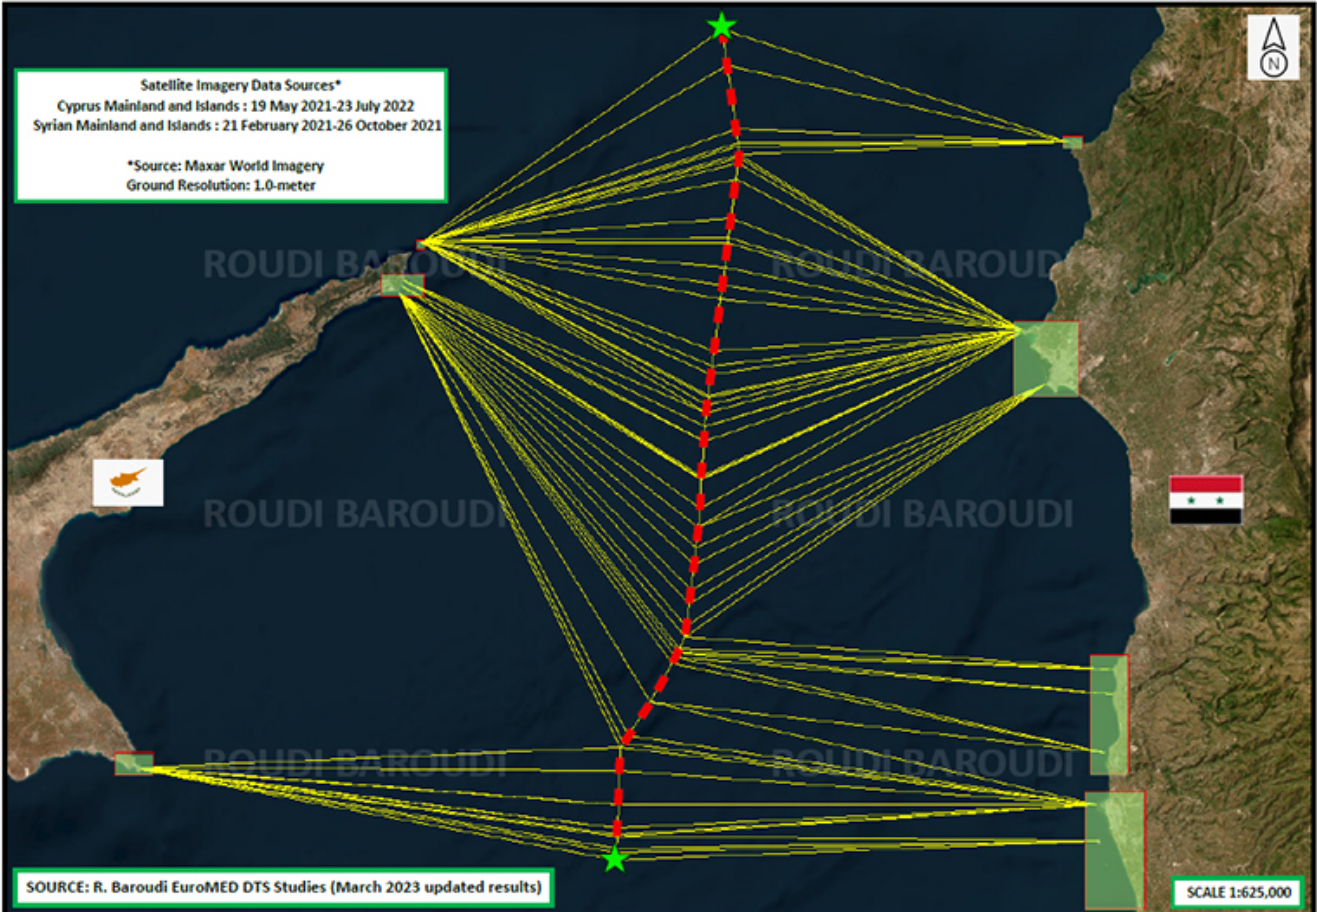 Satellite Imagery Data Sources*
Cyprus Mainland and Islands : 19 May 2021-23 July 2022
Syrian Mainland and Islands : 21 February 2021-26 October 2021
*Source: Maxar World Imagery
Ground Resolution: 1.0-meter
N
ROUDI BAROUDI ROUDI BAROUDI
ROUDI BAROUDI ROUDI BAROUDI
ROUDI BAROUDI ROUDI BAROUDI
SOURCE: R. Baroudi EuroMED DTS Studies (March 2023 updated results)
SCALE 1:625,000